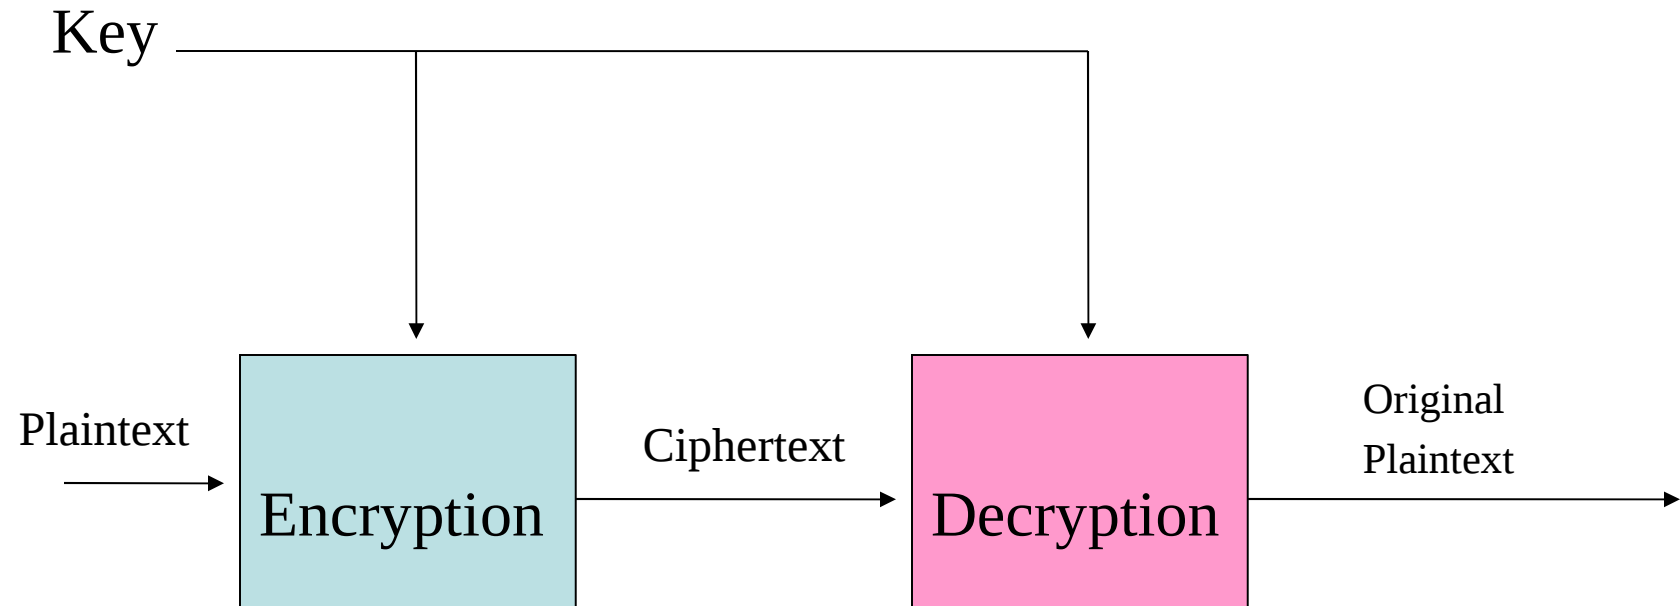 Key
Plaintext
Encryption
Ciphertext
Decryption
Original
Plaintext